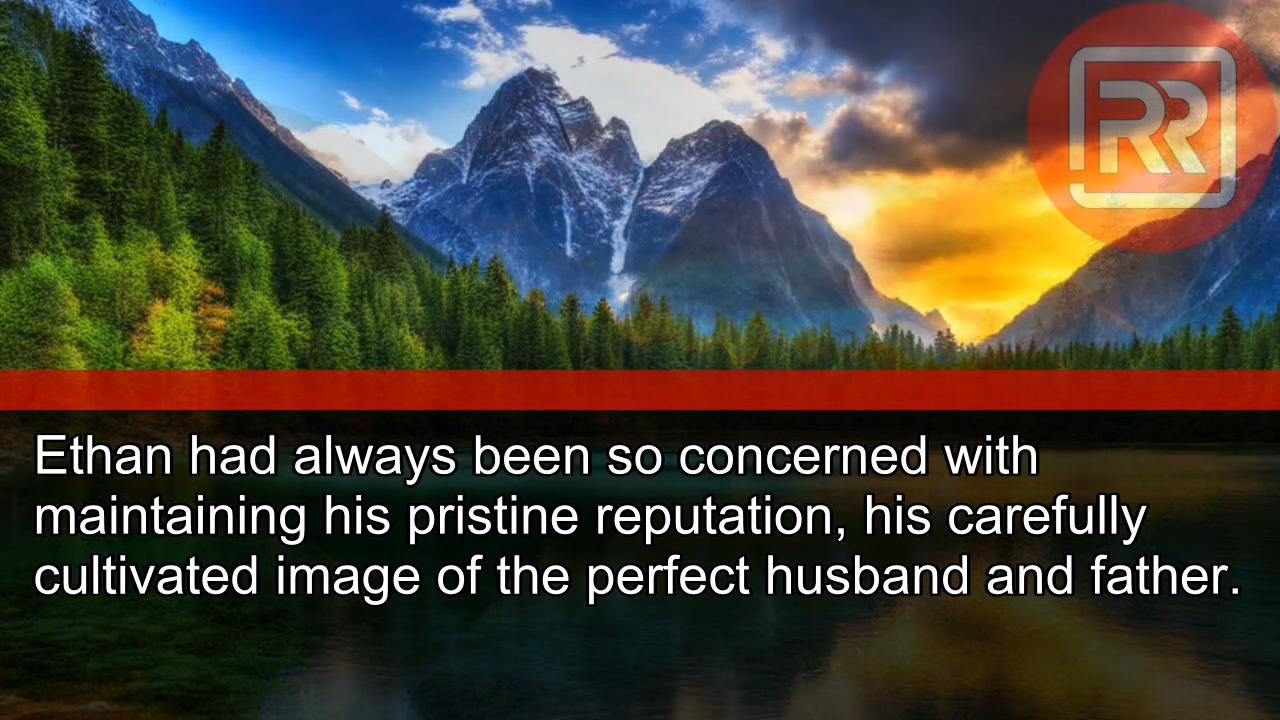 RR
Ethan had always been so concerned with
maintaining his pristine reputation, his carefully
cultivated image of the perfect husband and father.